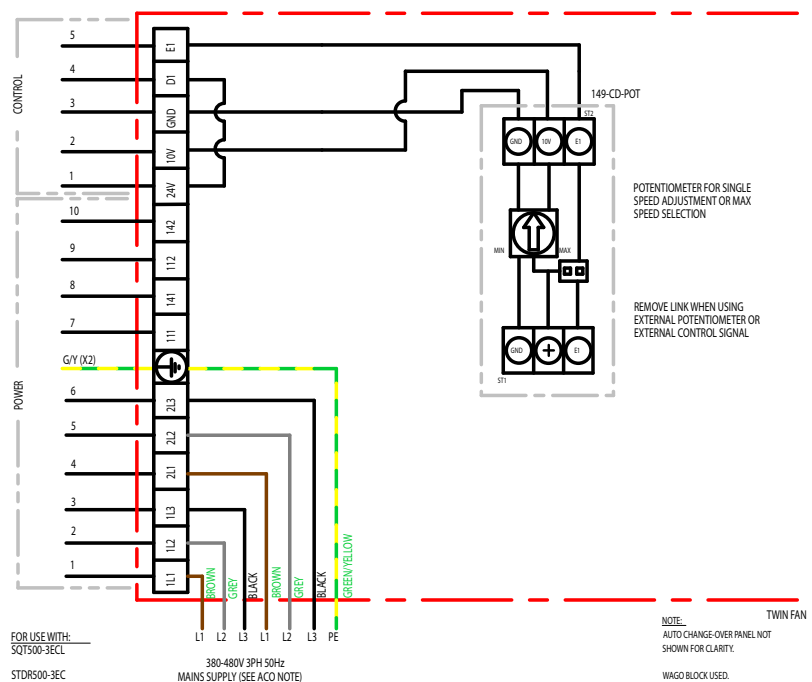 CONTROL
5
4
3
2
1
POWER
10
9
8
7
G/Y (X2)
6
5
4
3
2
1
E1
D1
GND
10V
24V
142
112
141
111
2L3
2L2
2L1
1L3
1L2
1L1
BROWN
GREY
BLACK
BROWN
GREY
BLACK
GREEN/YELLOW
L1 L2 L3 L1 L2 L3 PE
380-480V 3PH 50Hz
MAINS SUPPLY (SEE ACO NOTE)
149-CD-POT
ST2
GND 10V E1
MIN MAX
GND + E1
ST1
POTENTIOMETER FOR SINGLE
SPEED ADJUSTMENT OR MAX
SPEED SELECTION
REMOVE LINK WHEN USING
EXTERNAL POTENTIOMETER OR
EXTERNAL CONTROL SIGNAL
FOR USE WITH:
SQT500-3ECL
STDR500-3EC
TWIN FAN
NOTE:
AUTO CHANGE-OVER PANEL NOT
SHOWN FOR CLARITY.
WAGO BLOCK USED.